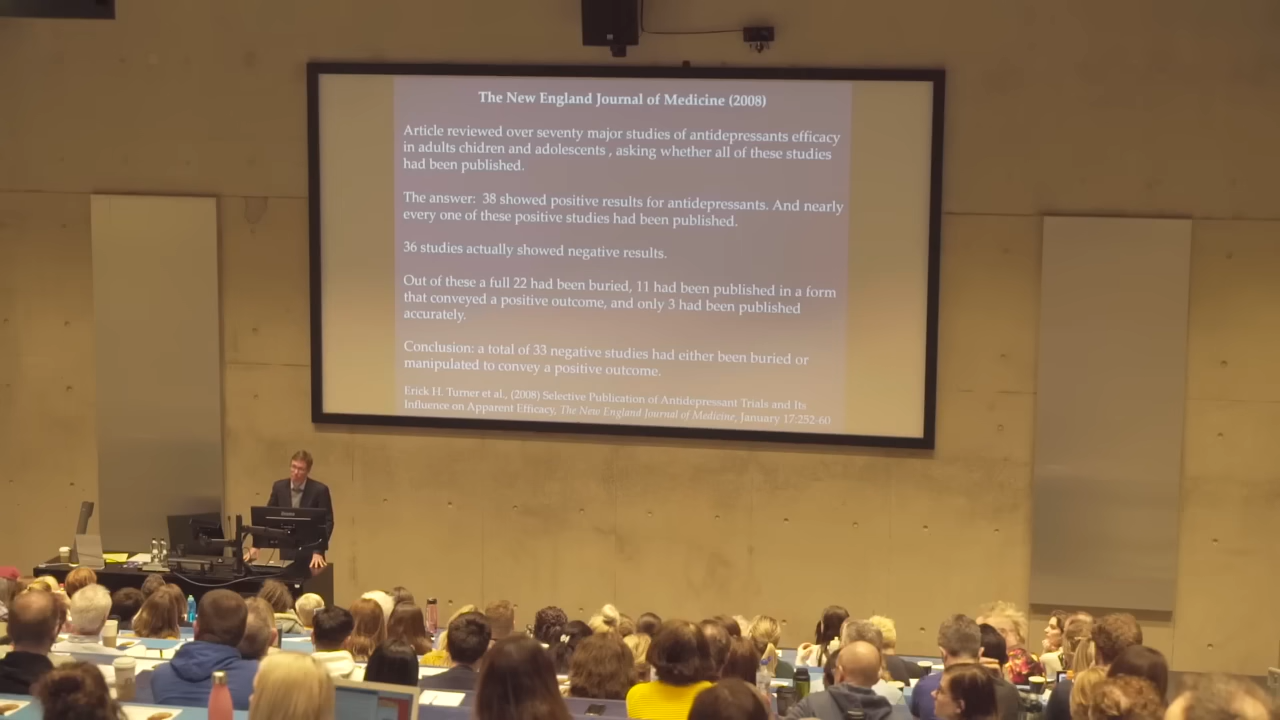 The New England Journal of Medicine (2008)
Article reviewed over seventy major studies of antidepressants efficacy
in adults chidren and adolescents , asking whether all of these studies
had been published.
The answer:  38 showed positive results for antidepressants. And nearly
every one of these positive studies had been published.
36 studies actually showed negative results.
Out of these a full 22 had been buried, 11 had been published in a form
that conveyed a positive outcome, and only 3 had been published
accurately.
Conclusion: a total of 33 negative studies had either been buried or
manipulated to convey a positive outcome.
Erick H. Turner et al., (2008) Selective Publication of Antidepressant Trials and Its
Influence on Apparent Efficacy, The New England Journal of Medicine, January 17:252-60